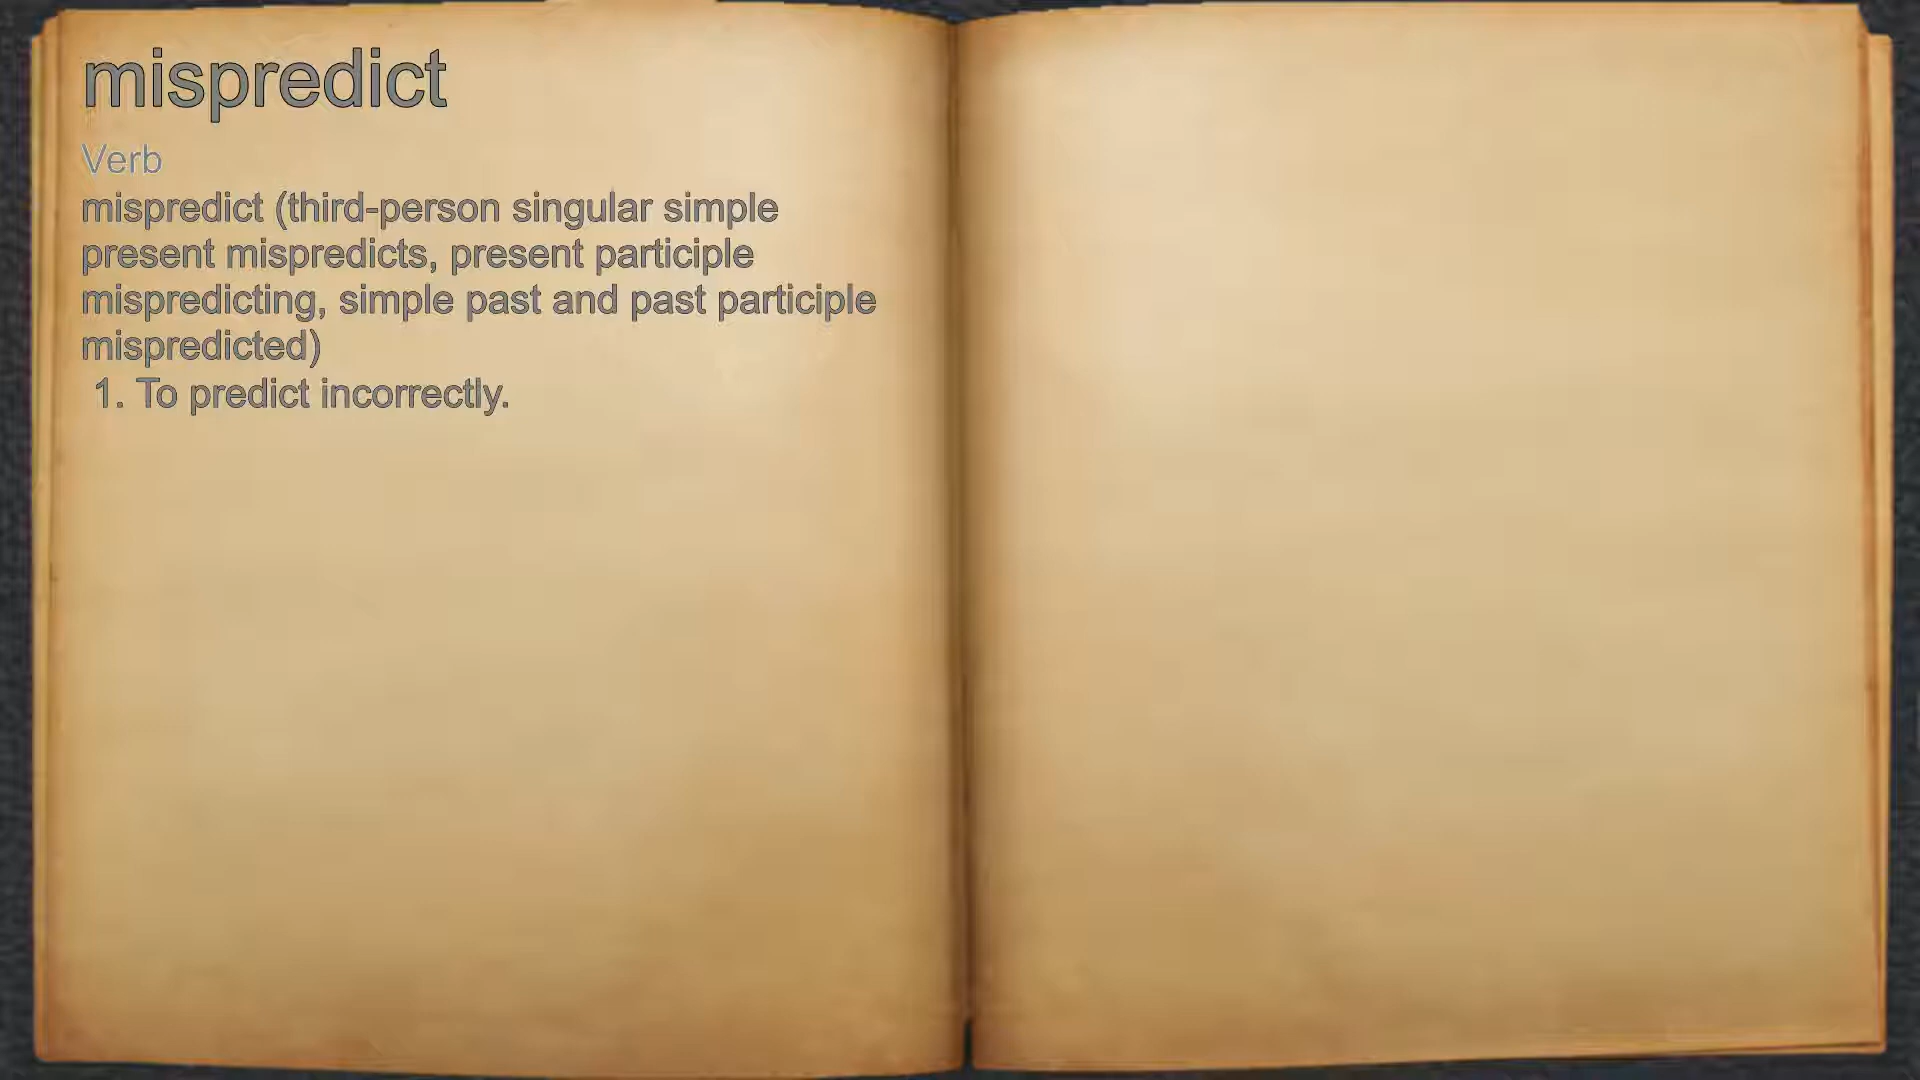 mispredict
Verb
mispredict (third-person singular simple
present mispredicts, present participle
mispredicting, simple past and past participle
mispredicted)
1. To predict incorrectly.